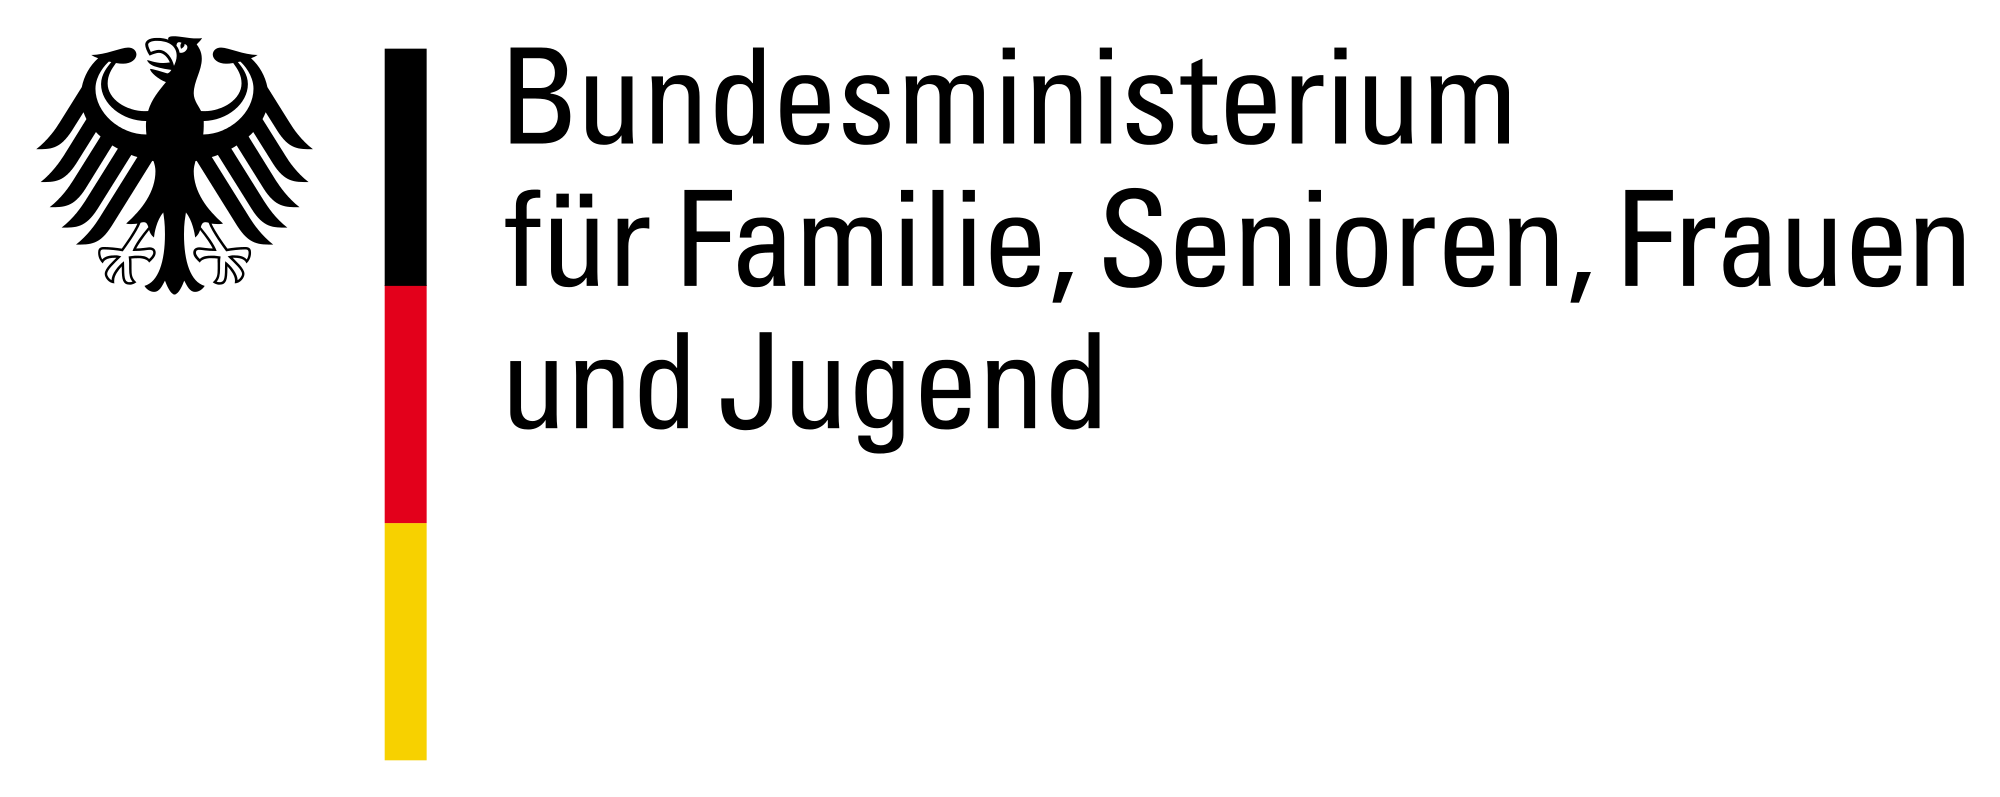 Bundesministerium
für Familie, Senioren, Frauen
und Jugend